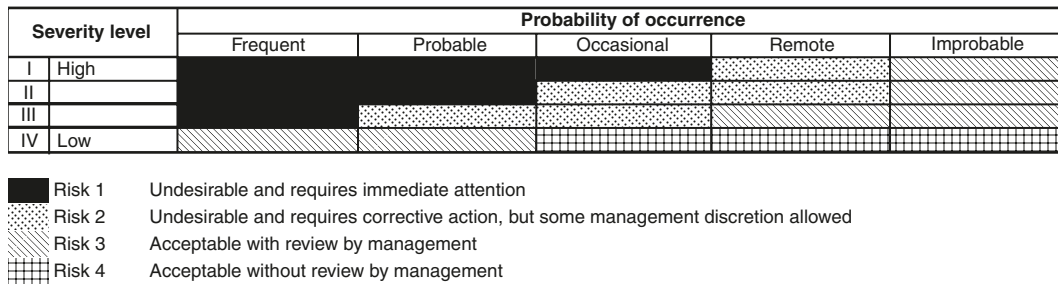 Severity level
Probability of occurrence
Frequent Probable Occasional Remote Improbable
I High
II
III
IV Low
Risk 1 Undesirable and requires immediate attention
Risk 2 Undesirable and requires corrective action, but some management discretion allowed
Risk 3 Acceptable with review by management
Risk 4 Acceptable without review by management